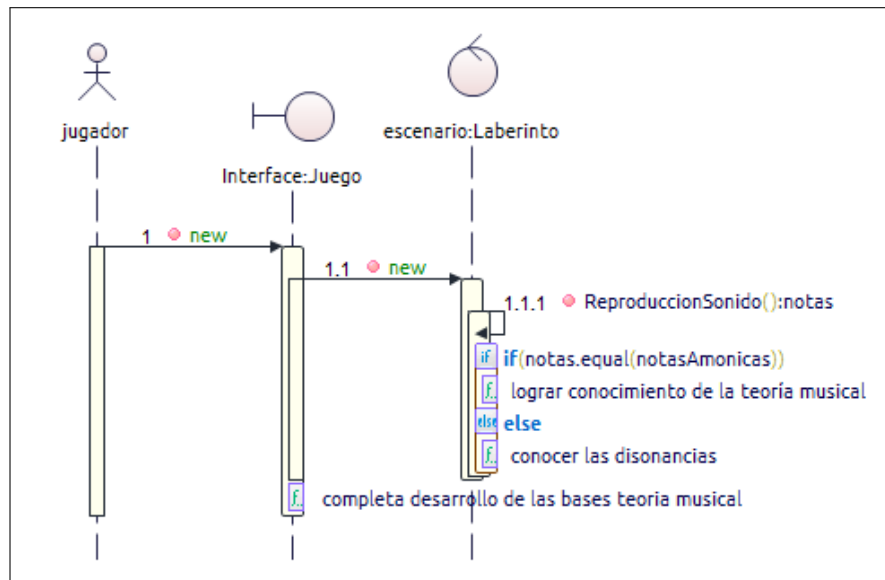 jugador
escenario:Laberinto
Interface:Juego
1 new
1.1 new
1.1.1 ReproduccionSonido():notas
if if(notas.equal(notasAmonicas))
f.. lograr conocimiento de la teoría musical
else else
f.. conocer las disonancias
f.. completa desarrollo de las bases teoria musical